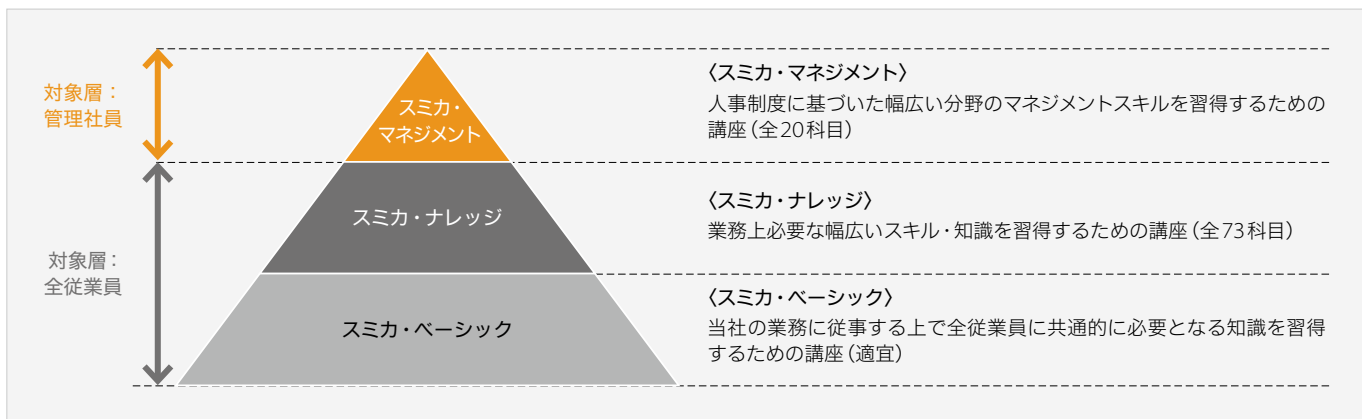 対象層：
管理社員
対象層：
全従業員
スミカ・
マネジメント
スミカ・ナレッジ
スミカ・ベーシック
〈スミカ・マネジメント〉
人事制度に基づいた幅広い分野のマネジメントスキルを習得するための
講座（全20科目）
〈スミカ・ナレッジ〉
業務上必要な幅広いスキル・知識を習得するための講座（全73科目）
〈スミカ・ベーシック〉
当社の業務に従事する上で全従業員に共通的に必要となる知識を習得
するための講座（適宜）